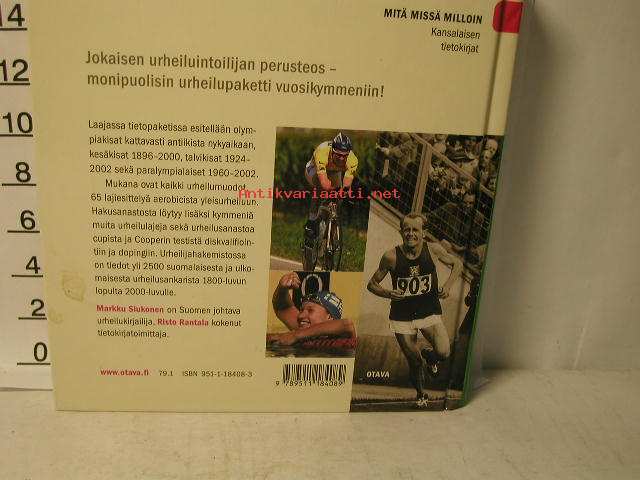 14
12
10
8
6
4
2
0
MITÄ MISSÄ MILLOIN
Kansalaisen
tietokirjat
Jokaisen urheiluintoilijan perusteos –
monipuolisin urheilupaketti vuosikymmeniin!
Laajassa tietopaketissa esitellään olym-
piakisat kattavasti antiikista nykyaikaan,
kesäkisat 1896–2000, talvikisat 1924–
2002 sekä paralympialaiset 1960–2002.
Mukana ovat kaikki urheilumuodot,
65 lajiesittelyä aerobicista yleisurheiluun.
Hakusanastosta löytyy lisäksi kymmeniä
muita urheilulajeja sekä urheilusanastoa
cupista ja Cooperin testistä diskvalifioin-
tiin ja dopingiin. Urheilijahakemistossa
on tiedot yli 2500 suomalaisesta ja ulko-
maisesta urheilusankarista 1800-luvun
lopulta 2000-luvulle.
Markku Siukonen on Suomen johtava
urheilukirjailija, Risto Rantala kokenut
tietokirjatoimittaja.
Antikvariaatti.net
903
www.otava.fi 79.1 ISBN 951-1-18408-3
9 789511 184089
OTAVA